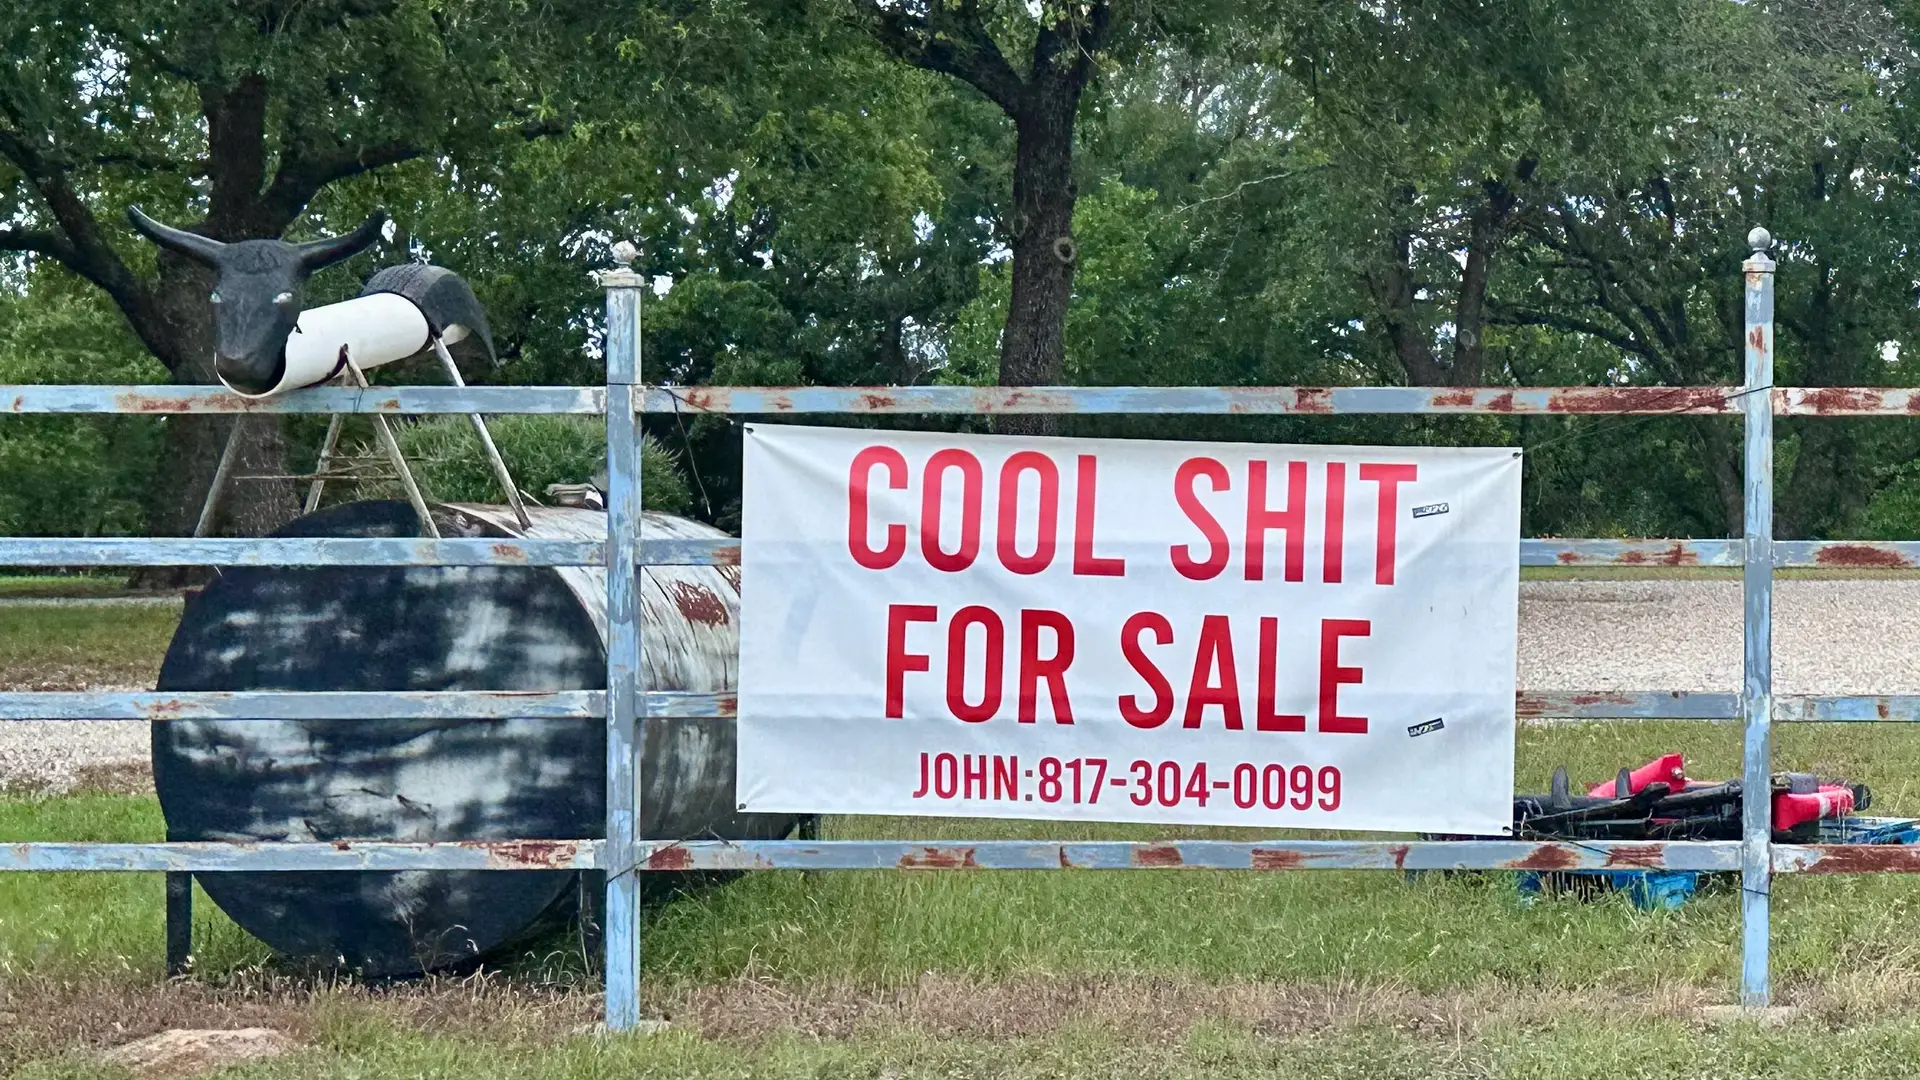 COOL SHIT
FOR SALE
JOHN:817-304-0099